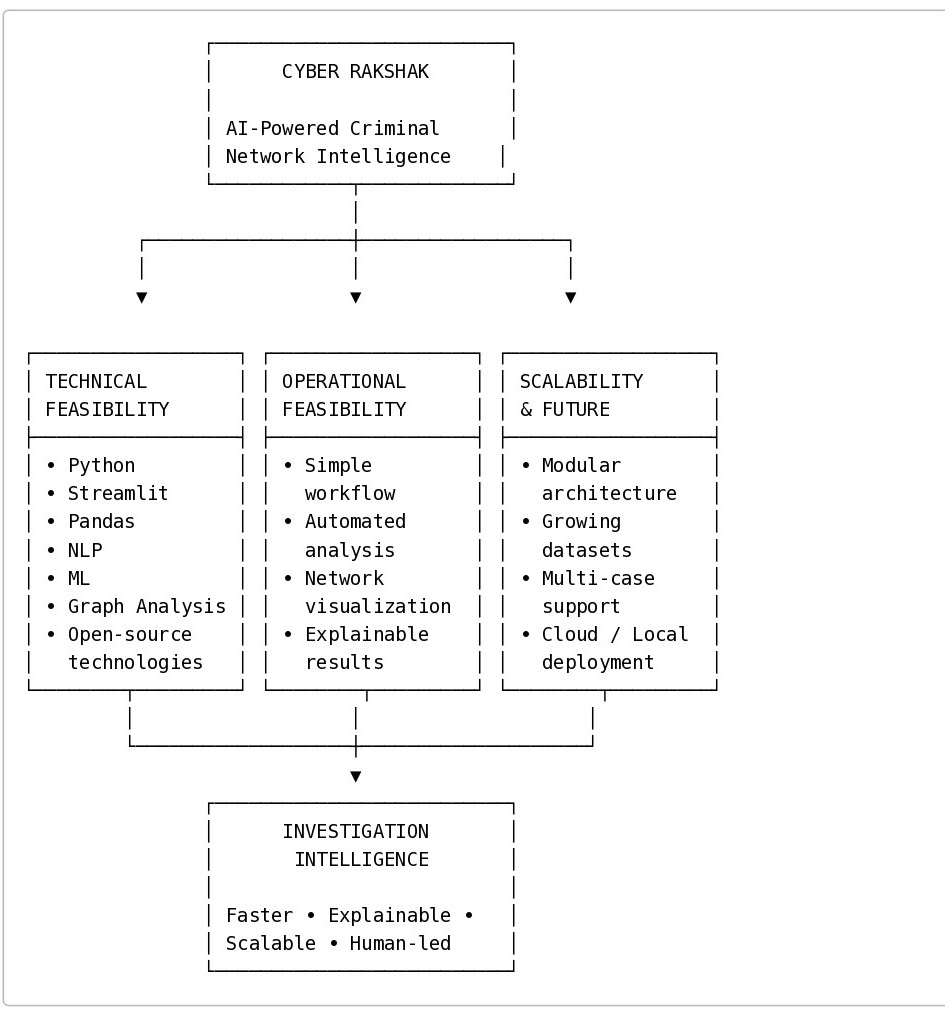 CYBER RAKSHAK
AI-Powered Criminal
Network Intelligence
TECHNICAL
FEASIBILITY
• Python
• Streamlit
• Pandas
• NLP
• ML
• Graph Analysis
• Open-source
technologies
OPERATIONAL
FEASIBILITY
• Simple
workflow
• Automated
analysis
• Network
visualization
• Explainable
results
SCALABILITY
& FUTURE
• Modular
architecture
• Growing
datasets
• Multi-case
support
• Cloud / Local
deployment
INVESTIGATION
INTELLIGENCE
Faster • Explainable •
Scalable • Human-led